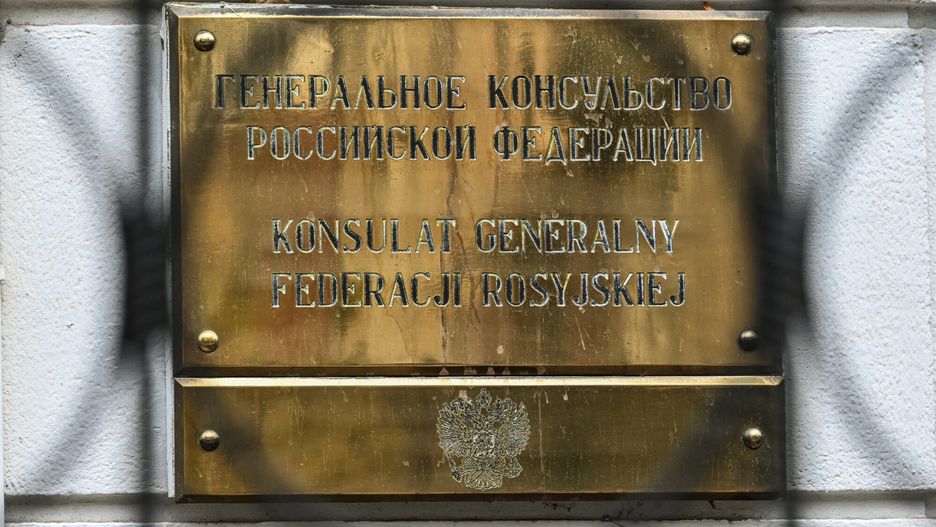 ГЕНЕРАЛЬНОЕ КОНСУЛЬСТВО
РОССИЙСКОЙ ФЕДЕРАЦИИ
KONSULAT GENERALNY
FEDERACJI ROSYJSKIEJ